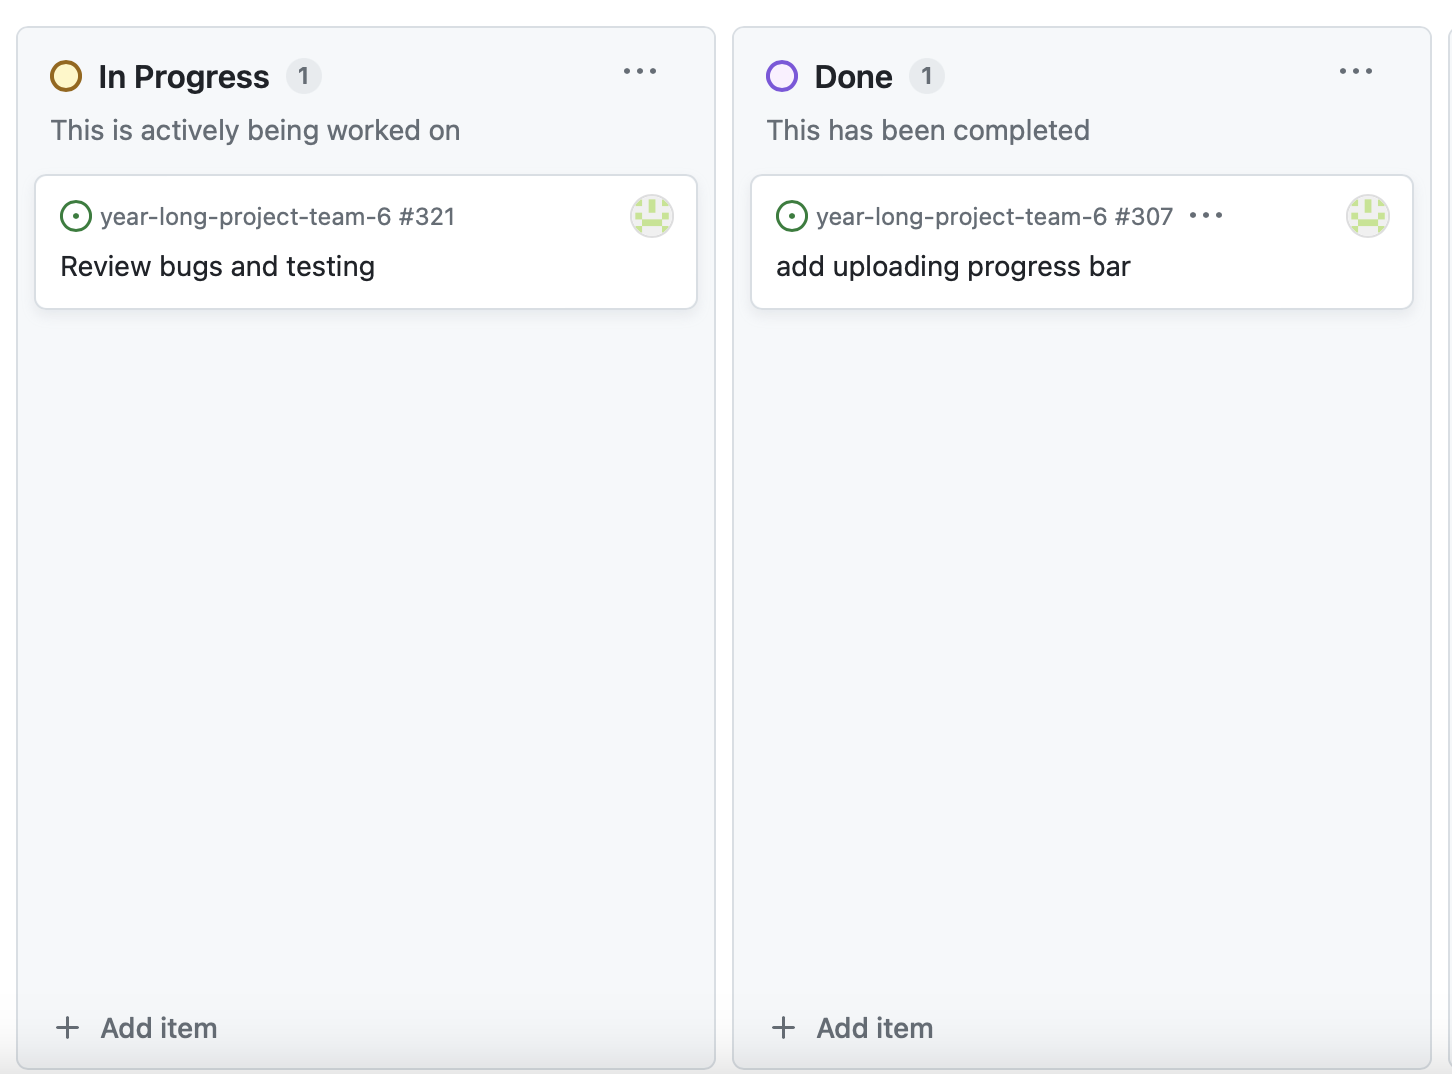 In Progress 1
This is actively being worked on
year-long-project-team-6 #321
Review bugs and testing
+ Add item
Done 1
This has been completed
year-long-project-team-6 #307
add uploading progress bar
+ Add item